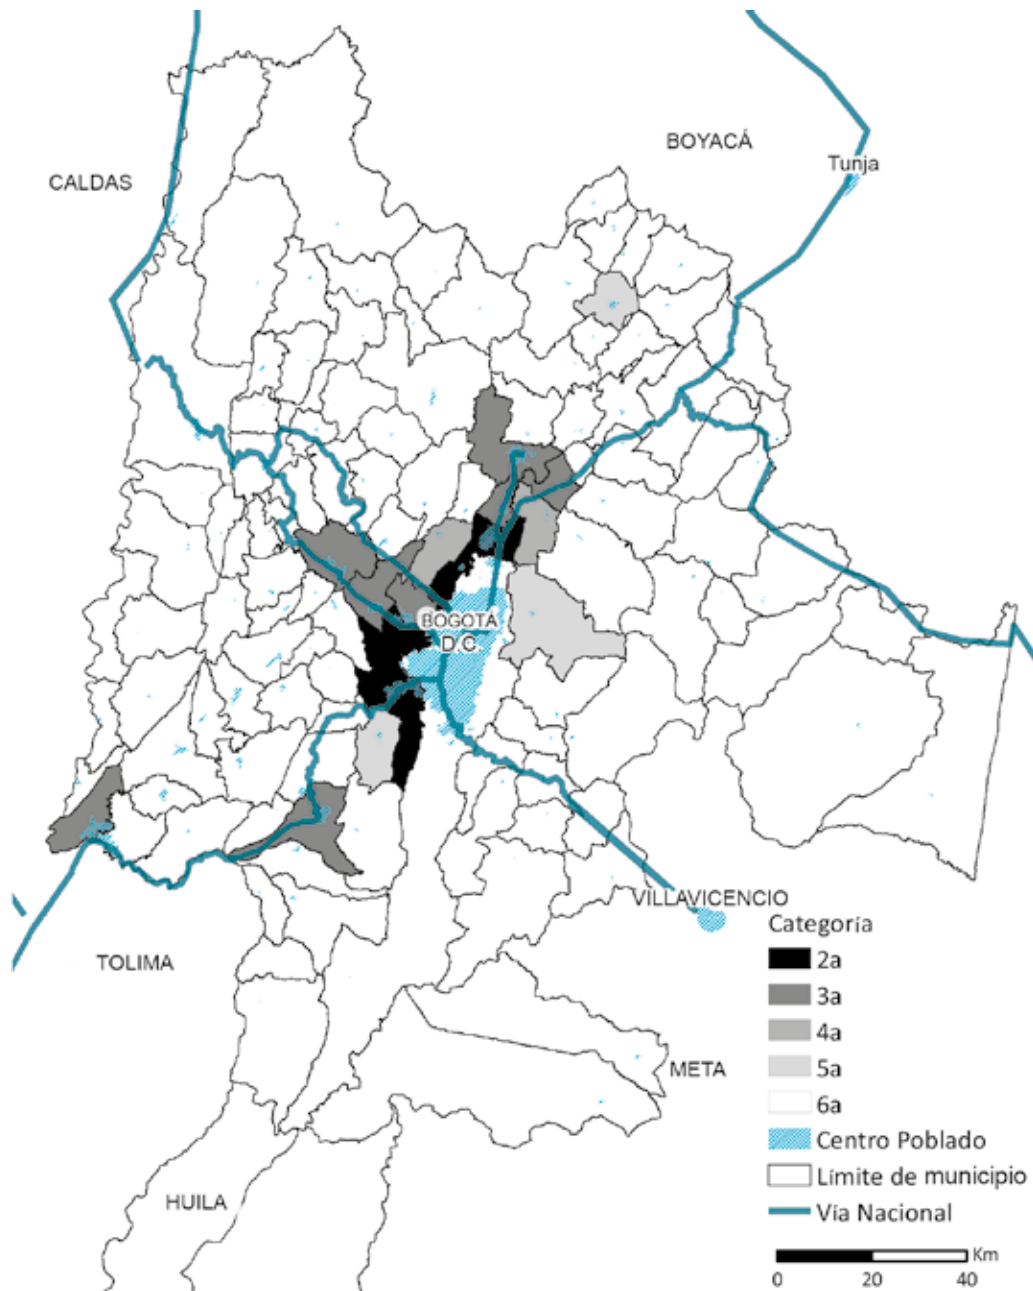 BOYACÁ
Tunja
CALDAS
BOGOTÁ
D.C.
VILLAVICENCIO
TOLIMA
META
HUILA
Categoría
2a
3a
4a
5a
6a
Centro Poblado
Límite de municipio
Vía Nacional
Km
0 20 40